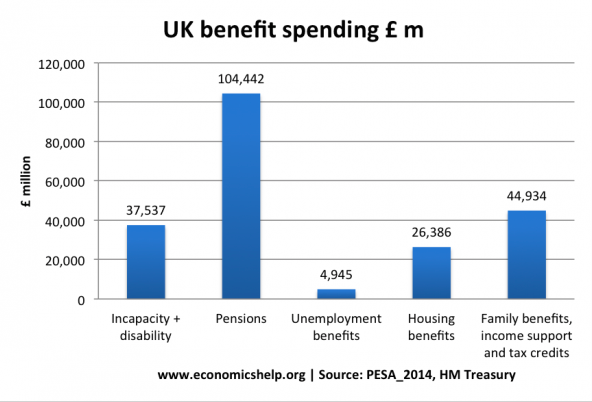 UK benefit spending £ m
£ million
120,000
100,000
80,000
60,000
40,000
20,000
0
37,537
104,442
4,945
26,386
44,934
Incapacity +
disability
Pensions
Unemployment
benefits
Housing
benefits
Family benefits,
income support
and tax credits
www.economicshelp.org | Source: PESA_2014, HM Treasury